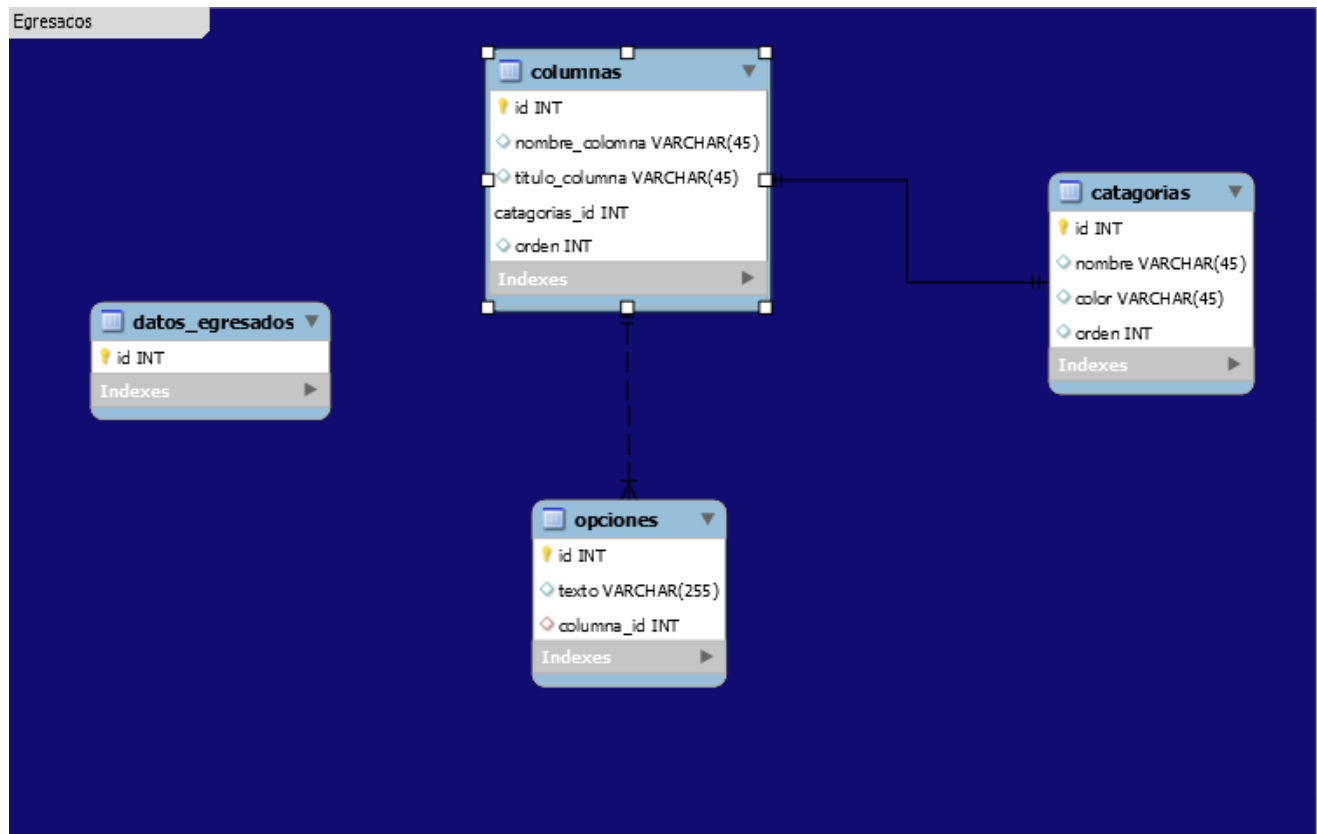 Egresados
columnas
id INT
nombre_colomna VARCHAR(45)
titulo_columna VARCHAR(45)
catagorias_id INT
orden INT
Indexes
catagorias
id INT
nombre VARCHAR(45)
color VARCHAR(45)
orden INT
Indexes
datos_egresados
id INT
Indexes
opciones
id INT
texto VARCHAR(255)
columna_id INT
Indexes